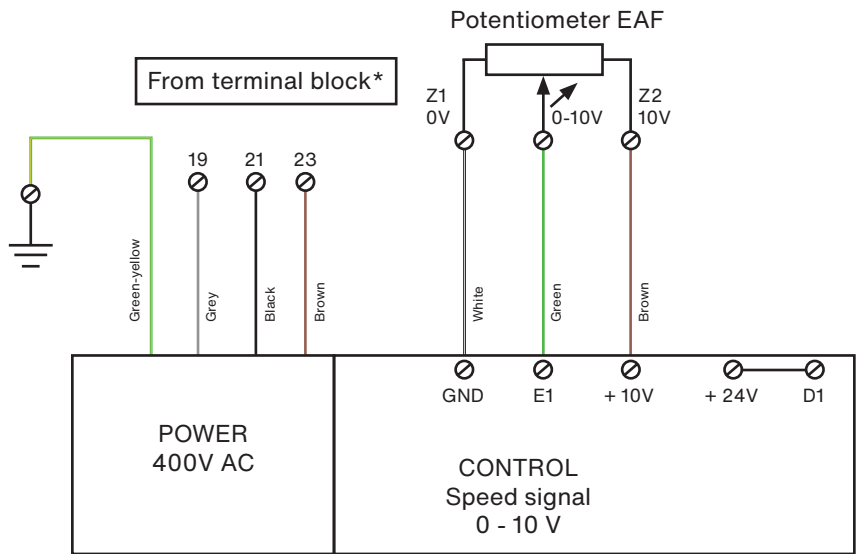 Potentiometer EAF
From terminal block*
Z1
0V
0-10V
Z2
10V
19
21
23
Green-yellow
Grey
Black
Brown
White
Green
Brown
GND
E1
+ 10V
+ 24V
D1
POWER
400V AC
CONTROL
Speed signal
0 - 10 V